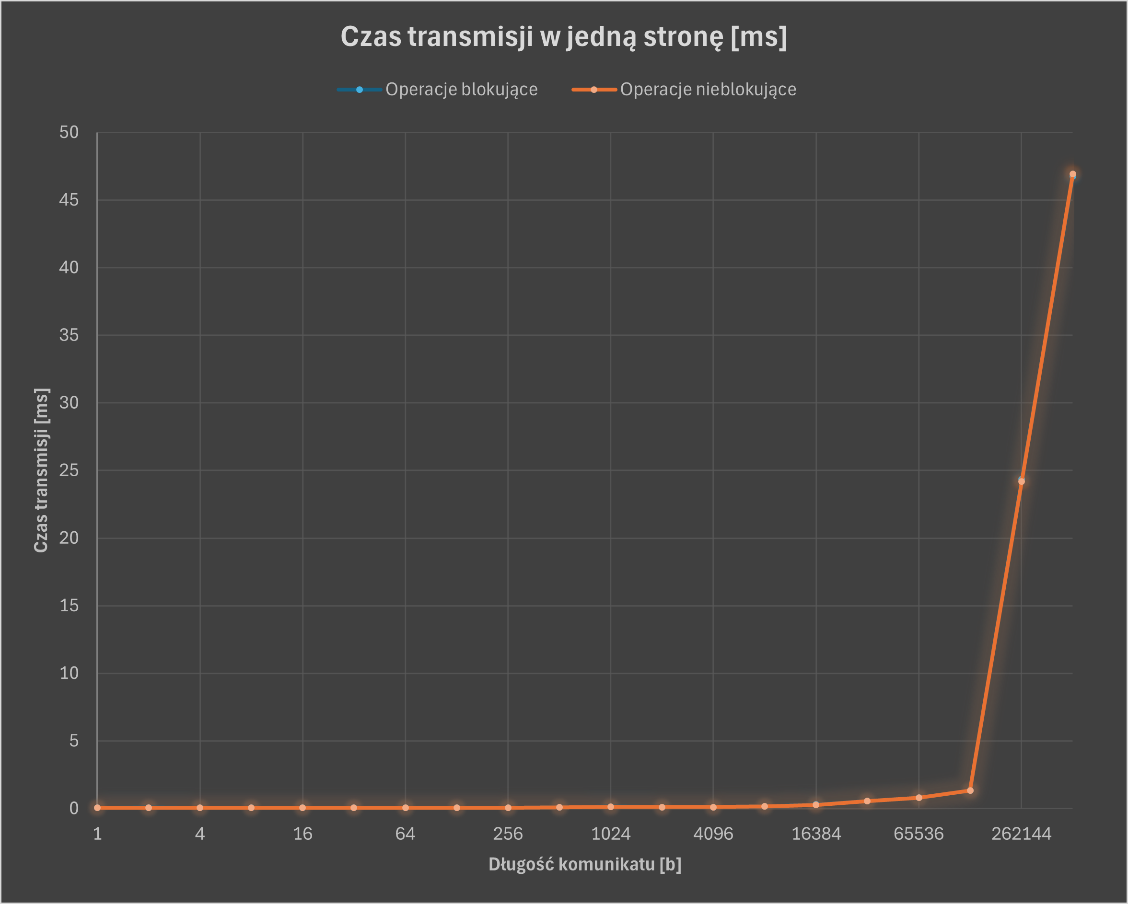 Czas transmisji w jedną stronę [ms]
Operacje blokujące Operacje nieblokujące
50
45
40
35
30
25
20
15
10
5
0
Czas transmisji [ms]
1 4 16 64 256 1024 4096 16384 65536 262144
Długość komunikatu [b]